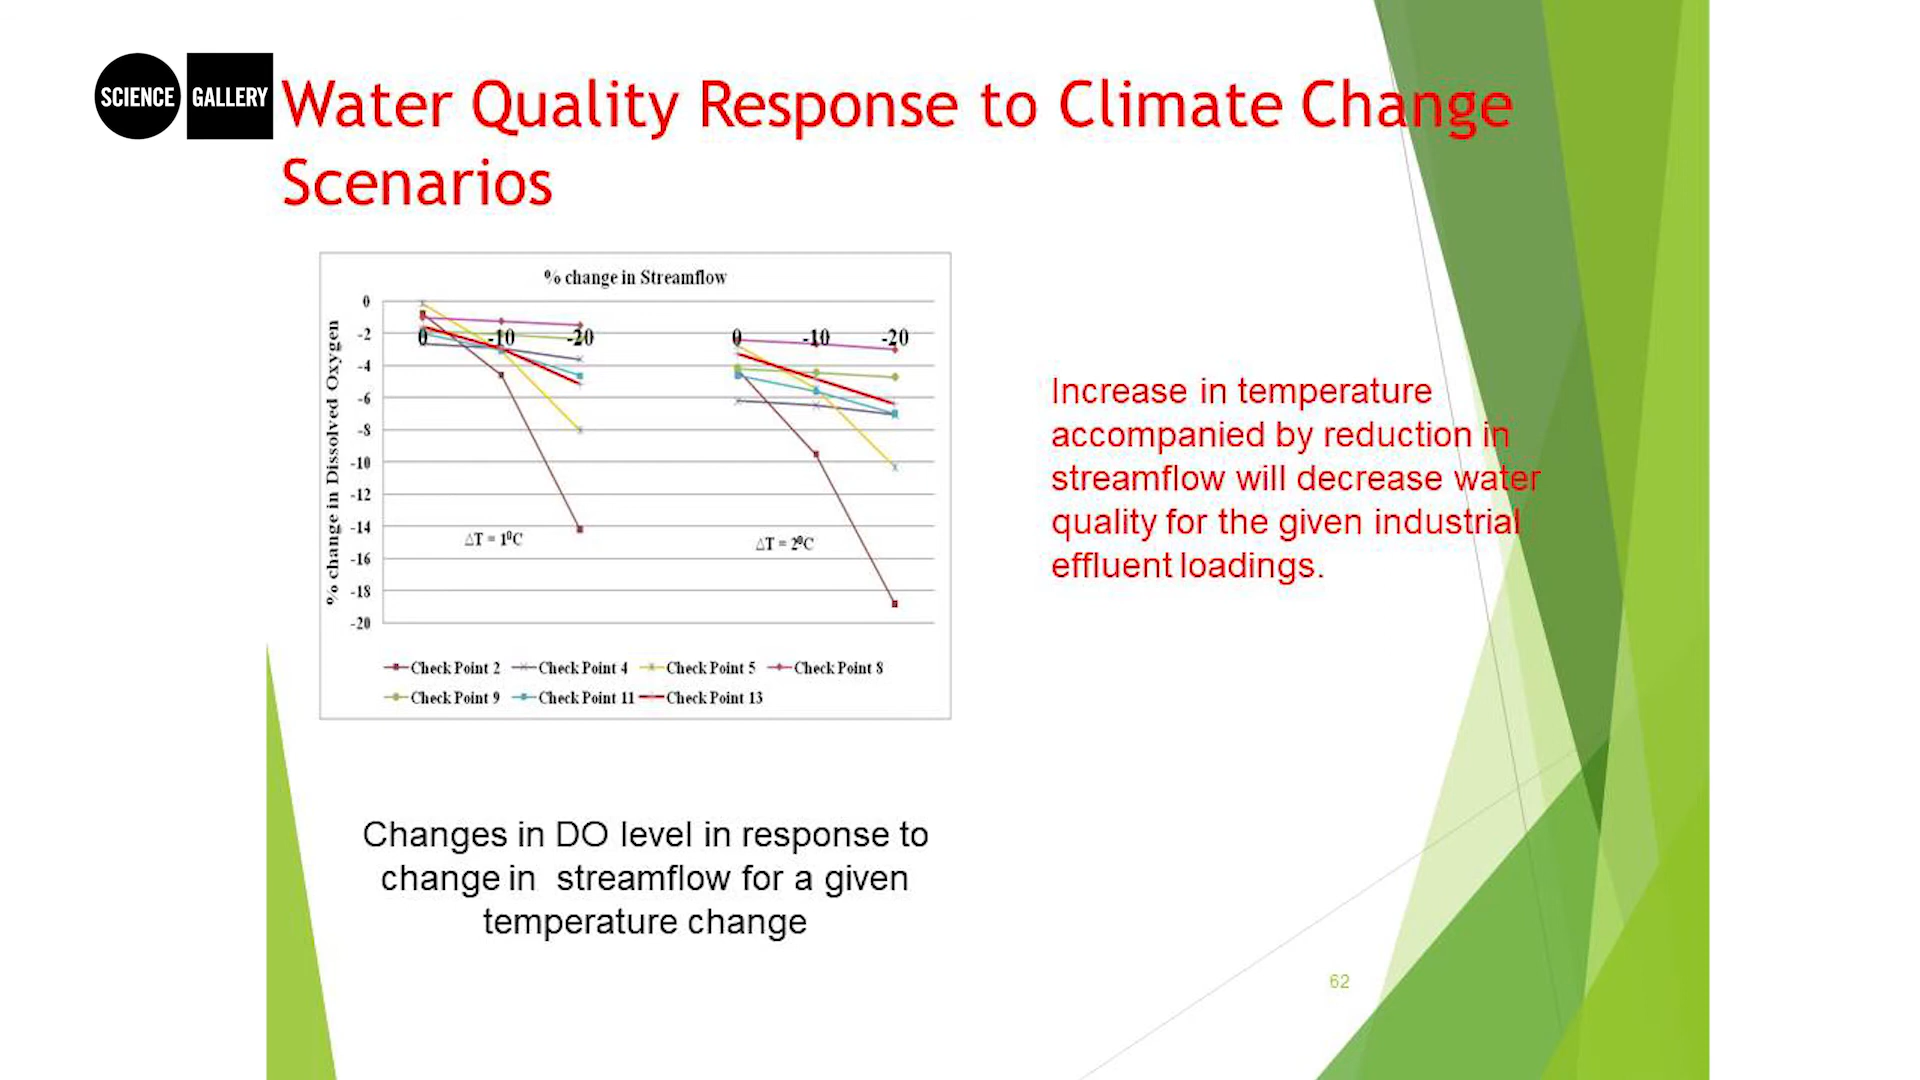 SCIENCE GALLERY
Water Quality Response to Climate Change
Scenarios
% change in Streamflow
% change in Dissolved Oxygen
0
-2
-4
-6
-8
-10
-12
-14
-16
-18
-20
0 -10 -20 0 -10 -20
ΔT = 1⁰C ΔT = 2⁰C
Check Point 2 Check Point 4 Check Point 5 Check Point 8
Check Point 9 Check Point 11 Check Point 13
Increase in temperature
accompanied by reduction in
streamflow will decrease water
quality for the given industrial
effluent loadings.
Changes in DO level in response to
change in streamflow for a given
temperature change
62